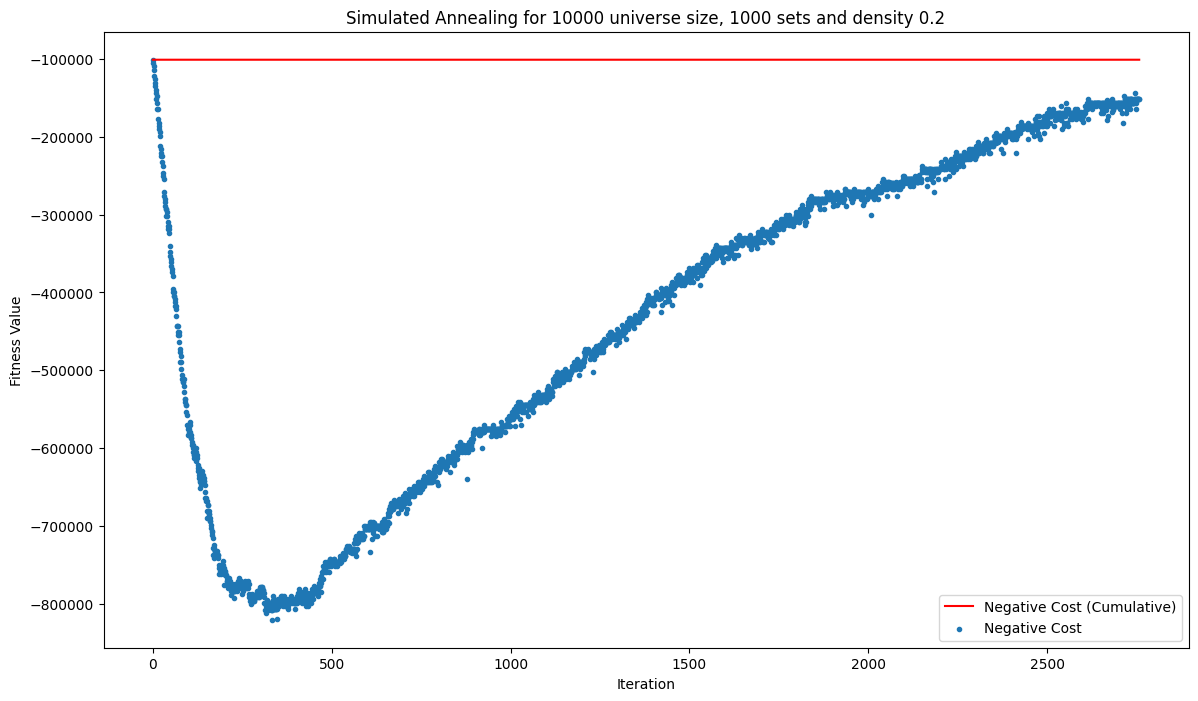 Simulated Annealing for 10000 universe size, 1000 sets and density 0.2
−100000
−200000
−300000
−400000
−500000
−600000
−700000
−800000
Fitness Value
Negative Cost (Cumulative)
Negative Cost
0
500
1000
1500
2000
2500
Iteration